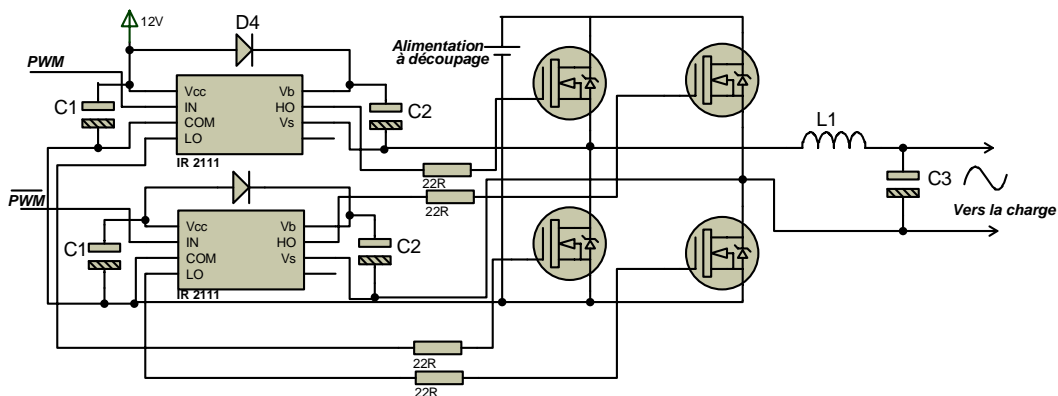 12V
D4
Alimentation
à découpage
PWM
Vcc
IN
COM
LO
Vb
HO
Vs
C1
C2
IR 2111
22R
L1
C3
Vers la charge
PWM
22R
Vcc
IN
COM
LO
Vb
HO
Vs
C1
C2
IR 2111
22R
22R